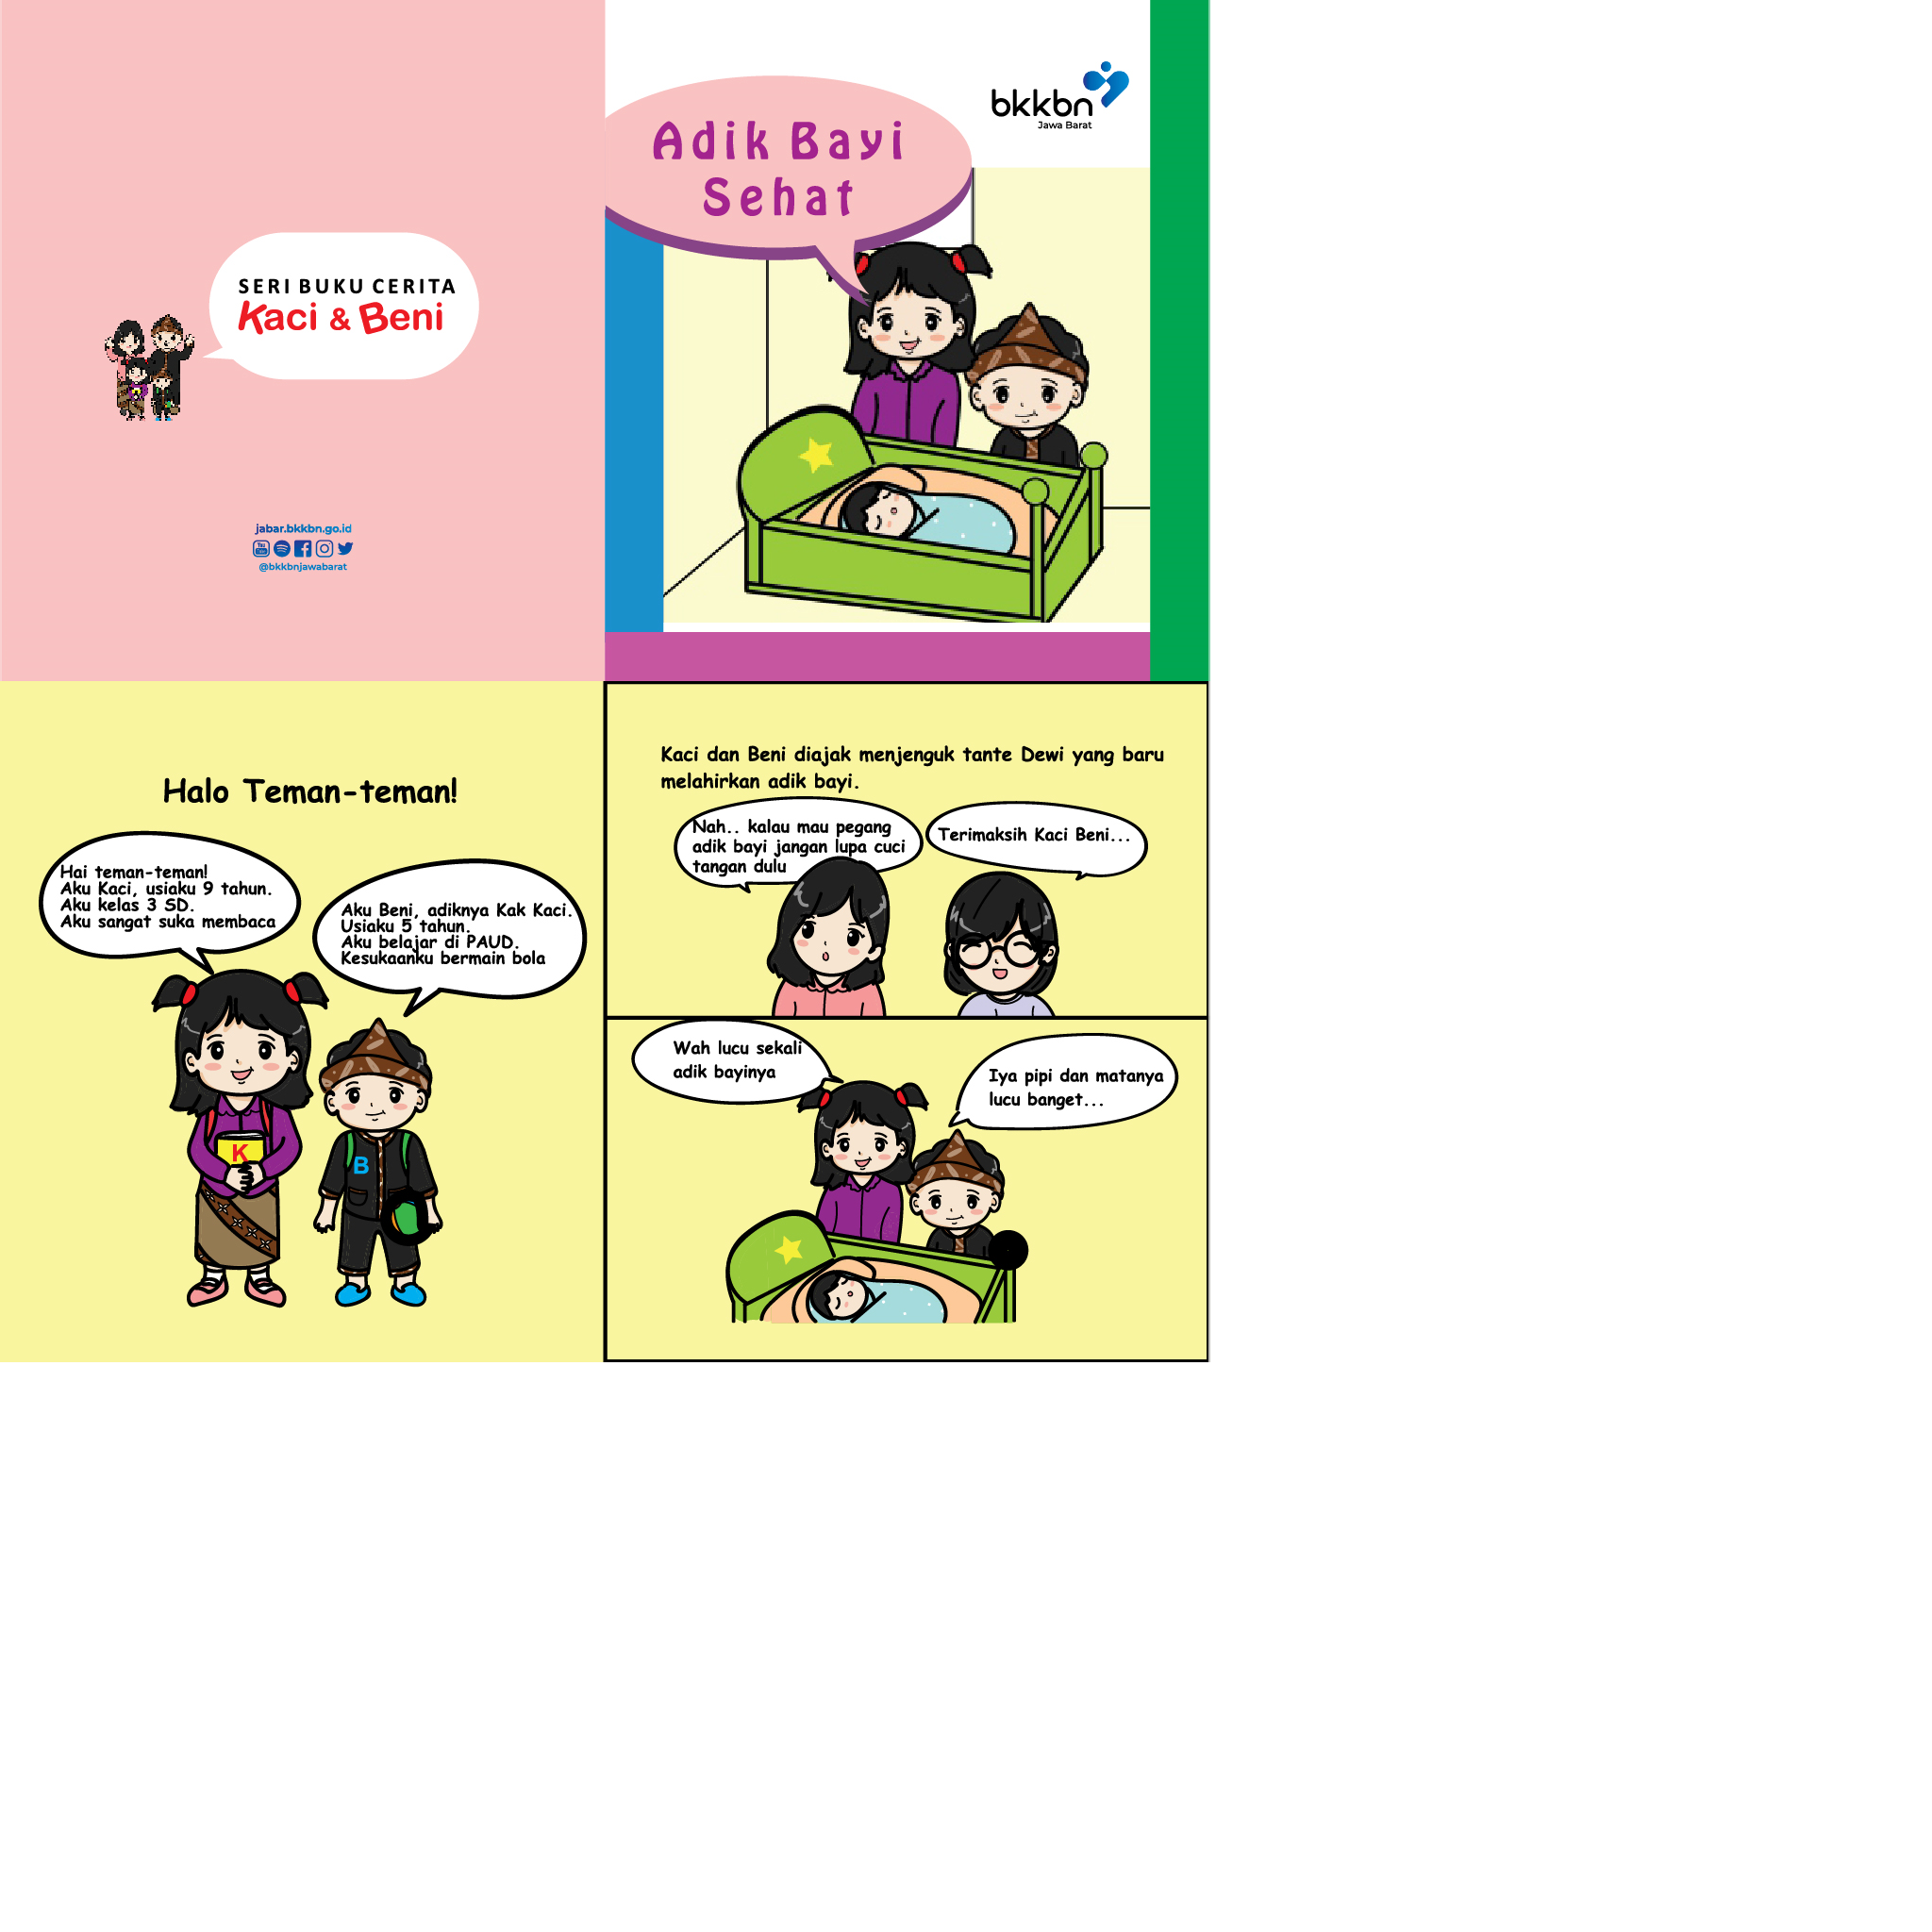 SERI BUKU CERITA
Kaci & Beni
jabar.bkkbn.go.id
You Tube
@bkkbnjawabarat
Adik Bayi
Sehat
bkkbn
Jawa Barat
Halo Teman-teman!
Hai teman-teman!
Aku Kaci, usiaku 9 tahun.
Aku kelas 3 SD.
Aku sangat suka membaca
Aku Beni, adiknya Kak Kaci.
Usiaku 5 tahun.
Aku belajar di PAUD.
Kesukaanku bermain bola
K
B
Kaci dan Beni diajak menjenguk tante Dewi yang baru
melahirkan adik bayi.
Nah.. kalau mau pegang
adik bayi jangan lupa cuci
tangan dulu
Terimaksih Kaci Beni...
Wah lucu sekali
adik bayinya
Iya pipi dan matanya
lucu banget...